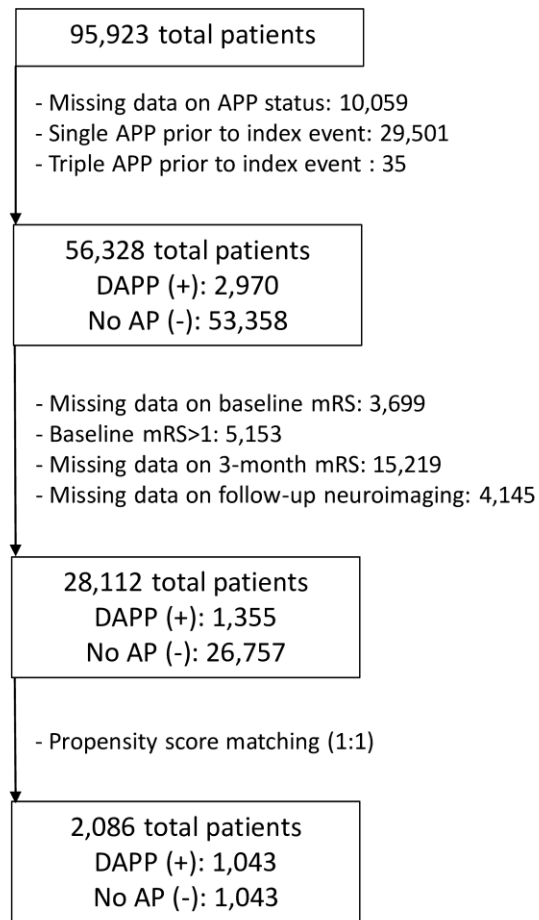 95,923 total patients
- Missing data on APP status: 10,059
- Single APP prior to index event: 29,501
- Triple APP prior to index event : 35
56,328 total patients
DAPP (+): 2,970
No AP (-): 53,358
- Missing data on baseline mRS: 3,699
- Baseline mRS>1: 5,153
- Missing data on 3-month mRS: 15,219
- Missing data on follow-up neuroimaging: 4,145
28,112 total patients
DAPP (+): 1,355
No AP (-): 26,757
- Propensity score matching (1:1)
2,086 total patients
DAPP (+): 1,043
No AP (-): 1,043